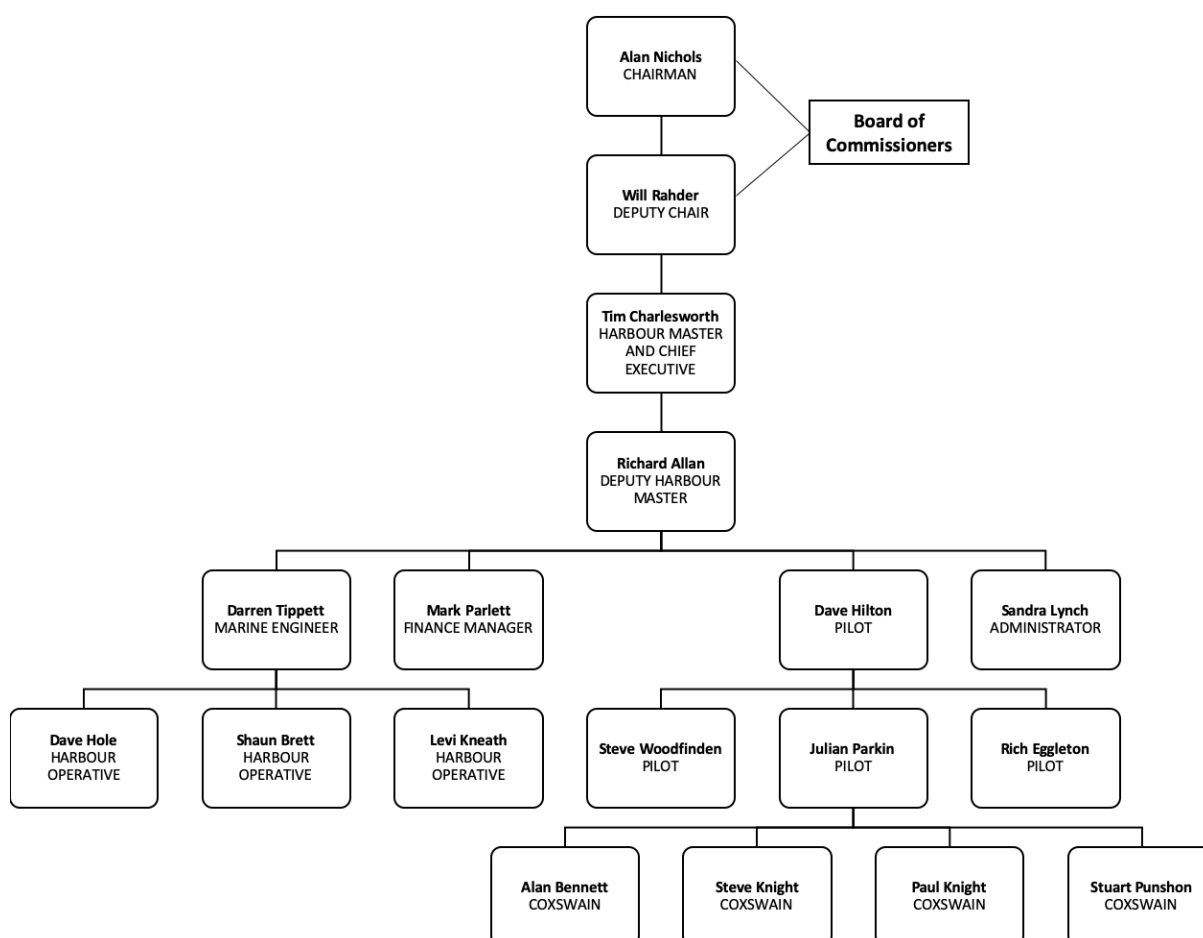 Alan Nichols
CHAIRMAN
Board of
Commissioners
Will Rahder
DEPUTY CHAIR
Tim Charlesworth
HARBOUR MASTER
AND CHIEF
EXECUTIVE
Richard Allan
DEPUTY HARBOUR
MASTER
Darren Tippett
MARINE ENGINEER
Mark Parlett
FINANCE MANAGER
Dave Hilton
PILOT
Sandra Lynch
ADMINISTRATOR
Dave Hole
HARBOUR
OPERATIVE
Shaun Brett
HARBOUR
OPERATIVE
Levi Kneath
HARBOUR
OPERATIVE
Steve Woodfinden
PILOT
Julian Parkin
PILOT
Rich Eggleton
PILOT
Alan Bennett
COXSWAIN
Steve Knight
COXSWAIN
Paul Knight
COXSWAIN
Stuart Punshon
COXSWAIN